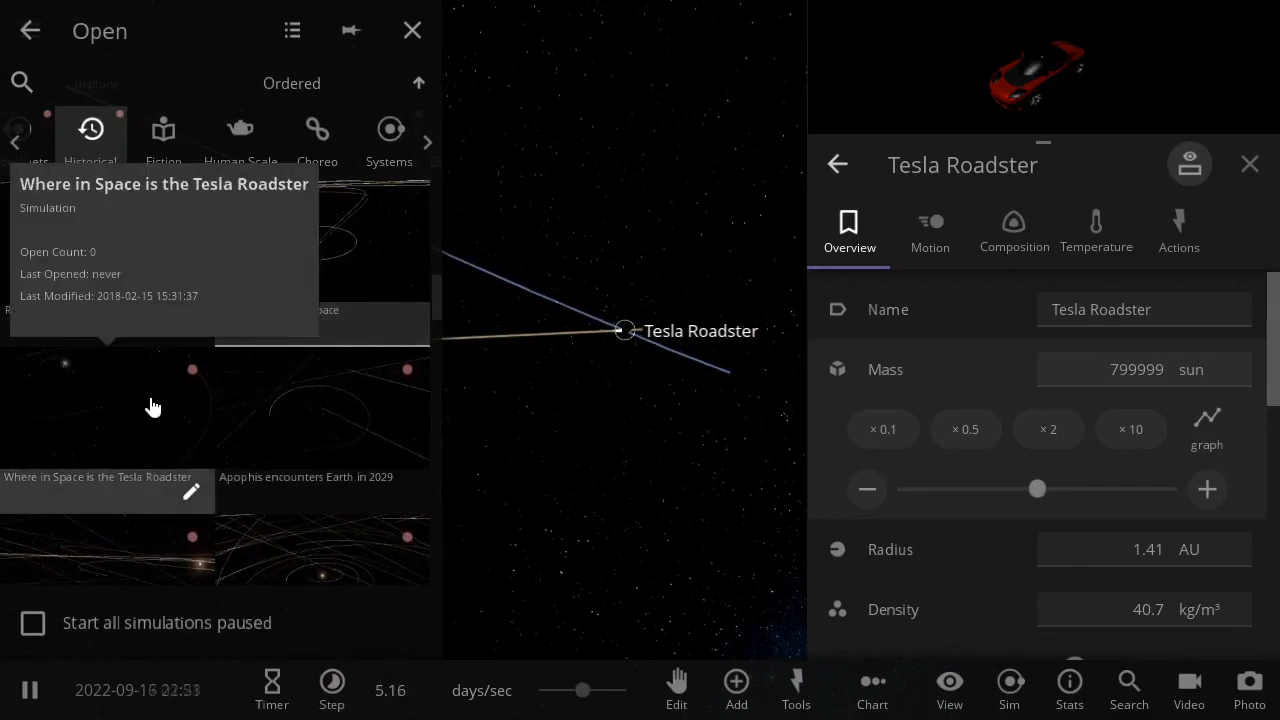 Open
neptune
Ordered
Historical
Fiction
Human Scale
Choreo
Systems
Where in Space is the Tesla Roadster
Simulation
Open Count: 0
Last Opened: never
Last Modified: 2018-02-15 15:31:37
Where in Space is the Tesla Roadster
Apophis encounters Earth in 2029
Start all simulations paused
Tesla Roadster
Tesla Roadster
Overview
Motion
Composition
Temperature
Actions
Name
Tesla Roadster
Mass
799999 sun
× 0.1
× 0.5
× 2
× 10
graph
Radius
1.41 AU
Density
40.7 kg/m³
Timer
Step
5.16 days/sec
Edit
Add
Tools
Chart
View
Sim
Stats
Search
Video
Photo